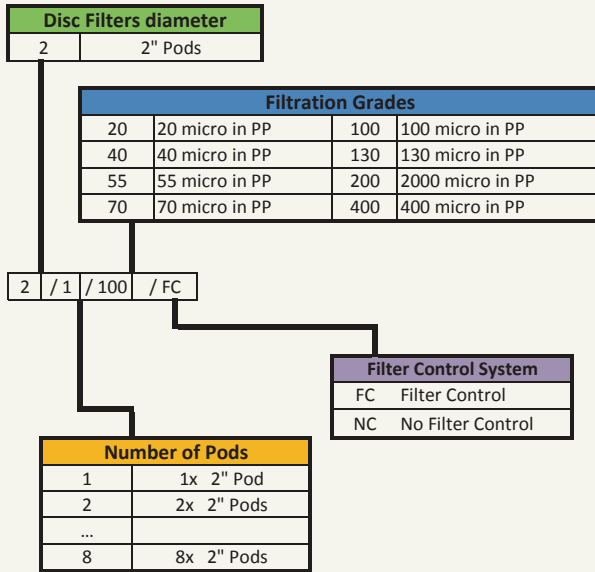 Disc Filters diameter
2 2" Pods
Filtration Grades
20 20 micro in PP 100 100 micro in PP
40 40 micro in PP 130 130 micro in PP
55 55 micro in PP 200 2000 micro in PP
70 70 micro in PP 400 400 micro in PP
2 / 1 / 100 / FC
Filter Control System
FC Filter Control
NC No Filter Control
Number of Pods
1 1x 2" Pod
2 2x 2" Pods
...
8 8x 2" Pods